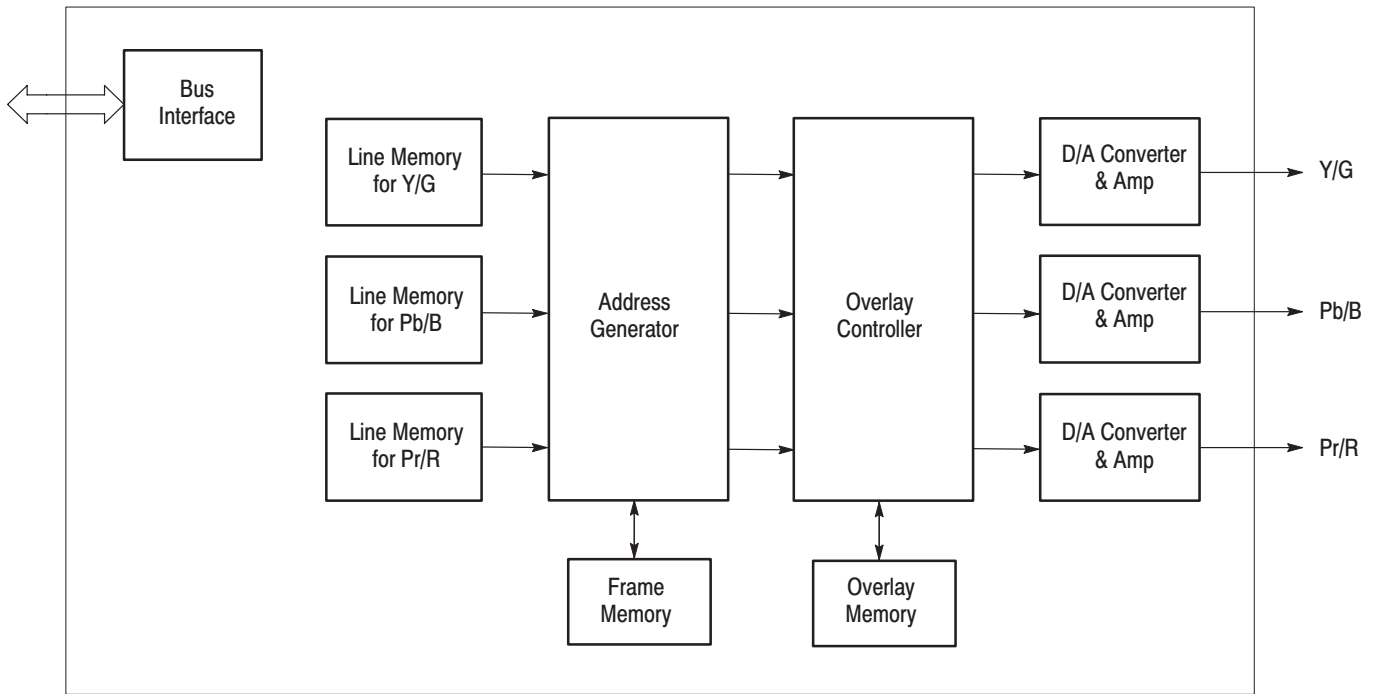 Bus
Interface
Line Memory
for Y/G
Line Memory
for Pb/B
Line Memory
for Pr/R
Address
Generator
Overlay
Controller
D/A Converter
& Amp
D/A Converter
& Amp
D/A Converter
& Amp
Y/G
Pb/B
Pr/R
Frame
Memory
Overlay
Memory